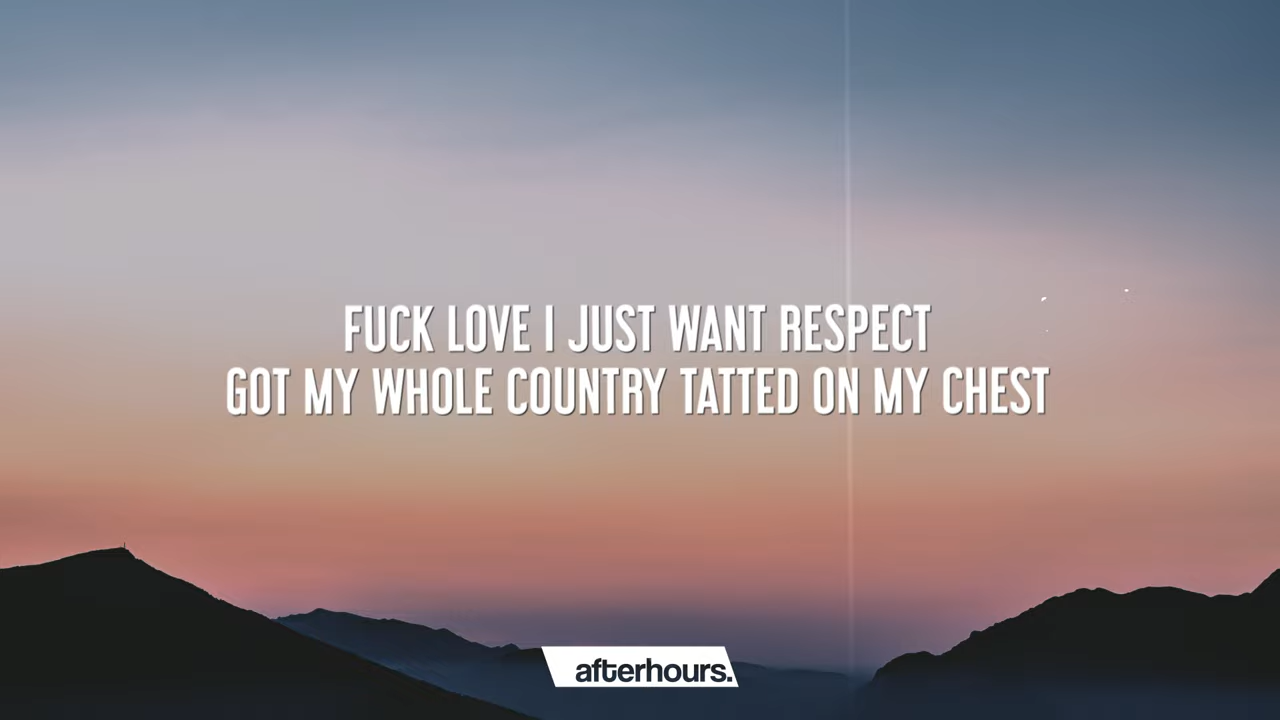 FUCK LOVE I JUST WANT RESPECT
GOT MY WHOLE COUNTRY TATTED ON MY CHEST
afterhours.